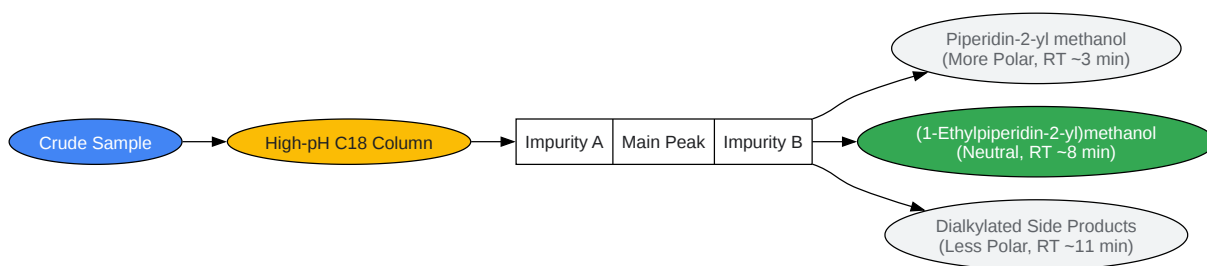 Crude Sample
High-pH C18 Column
Impurity A
Main Peak
Impurity B
Piperidin-2-yl methanol
(More Polar, RT ~3 min)
(1-Ethylpiperidin-2-yl)methanol
(Neutral, RT ~8 min)
Dialkylated Side Products
(Less Polar, RT ~11 min)